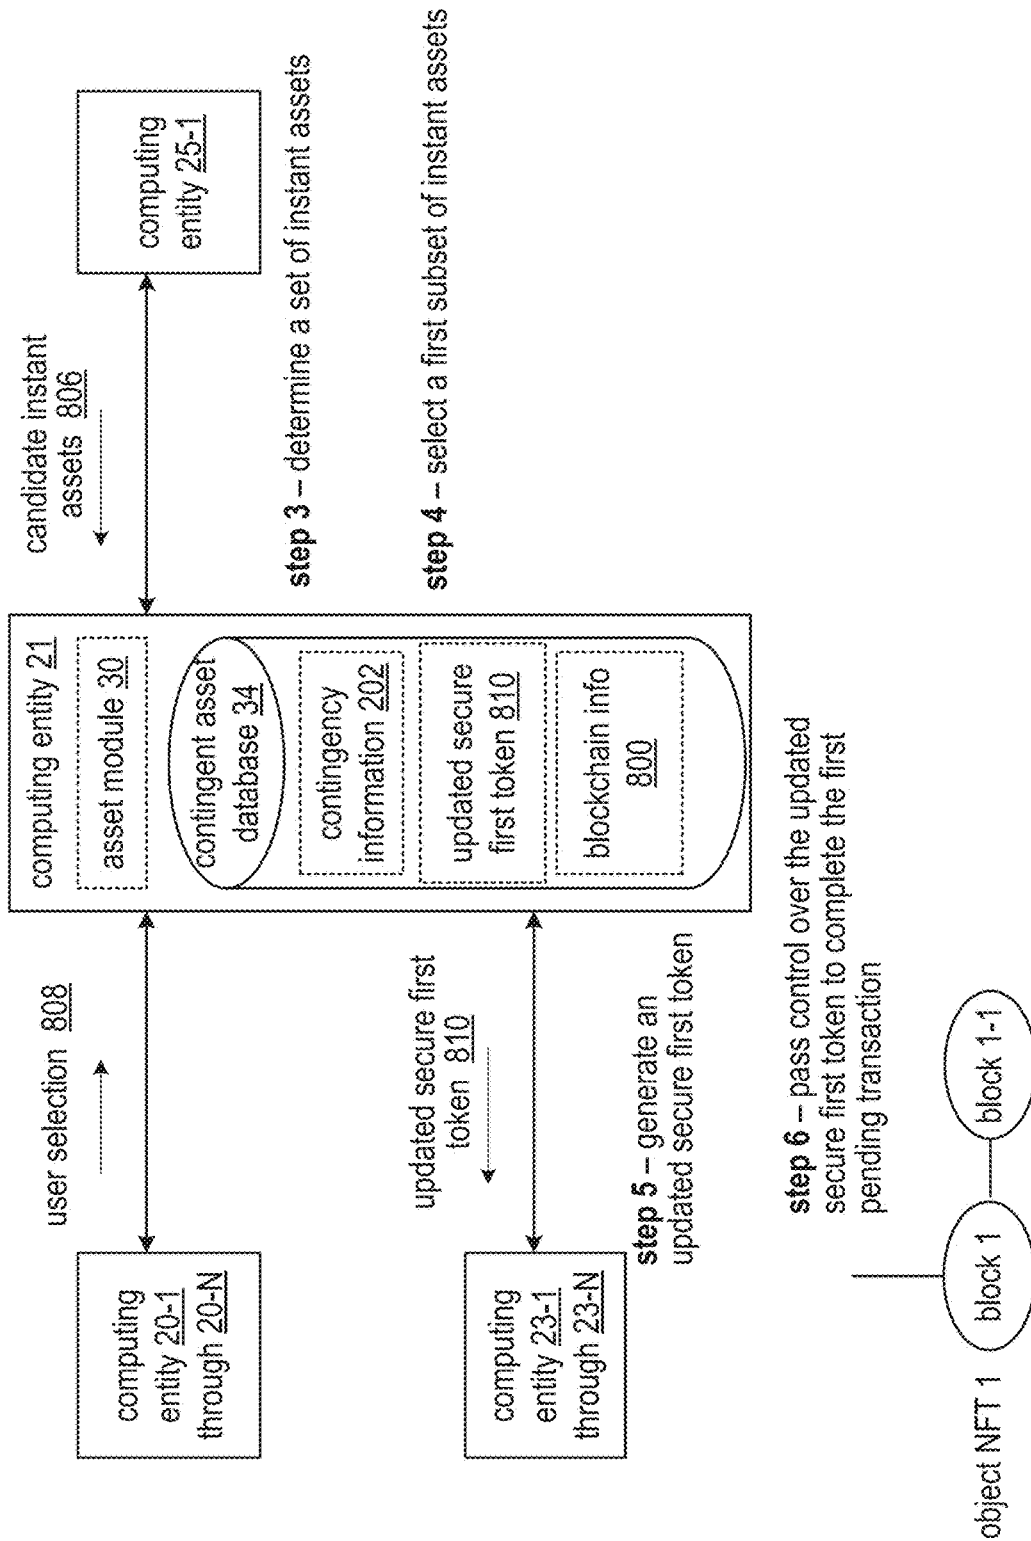 computing
entity 20-1
through 20-N
user selection 808
computing entity 21
asset module 30
contingent asset
database 34
contingency
information 202
updated secure
first token 810
blockchain info
800
candidate instant
assets 806
computing
entity 25-1
step 3 – determine a set of instant assets
step 4 – select a first subset of instant assets
computing
entity 23-1
through 23-N
updated secure first
token 810
step 5 – generate an
updated secure first token
step 6 – pass control over the updated
secure first token to complete the first
pending transaction
object NFT 1
block 1
block 1-1